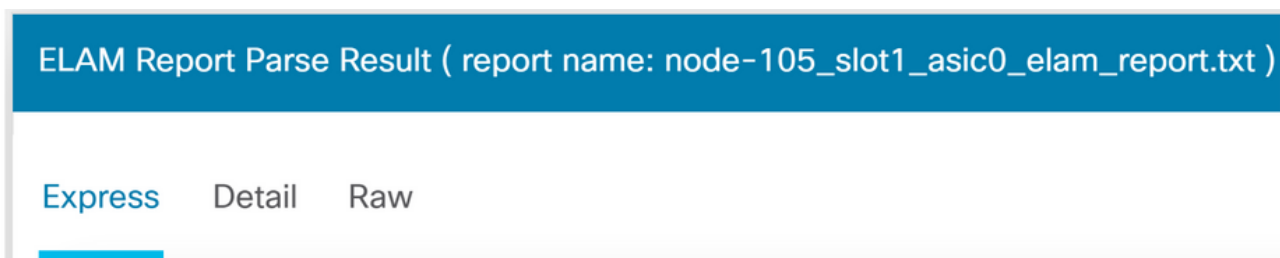 ELAM Report Parse Result ( report name: node-105_slot1_asic0_elam_report.txt )
Express Detail Raw